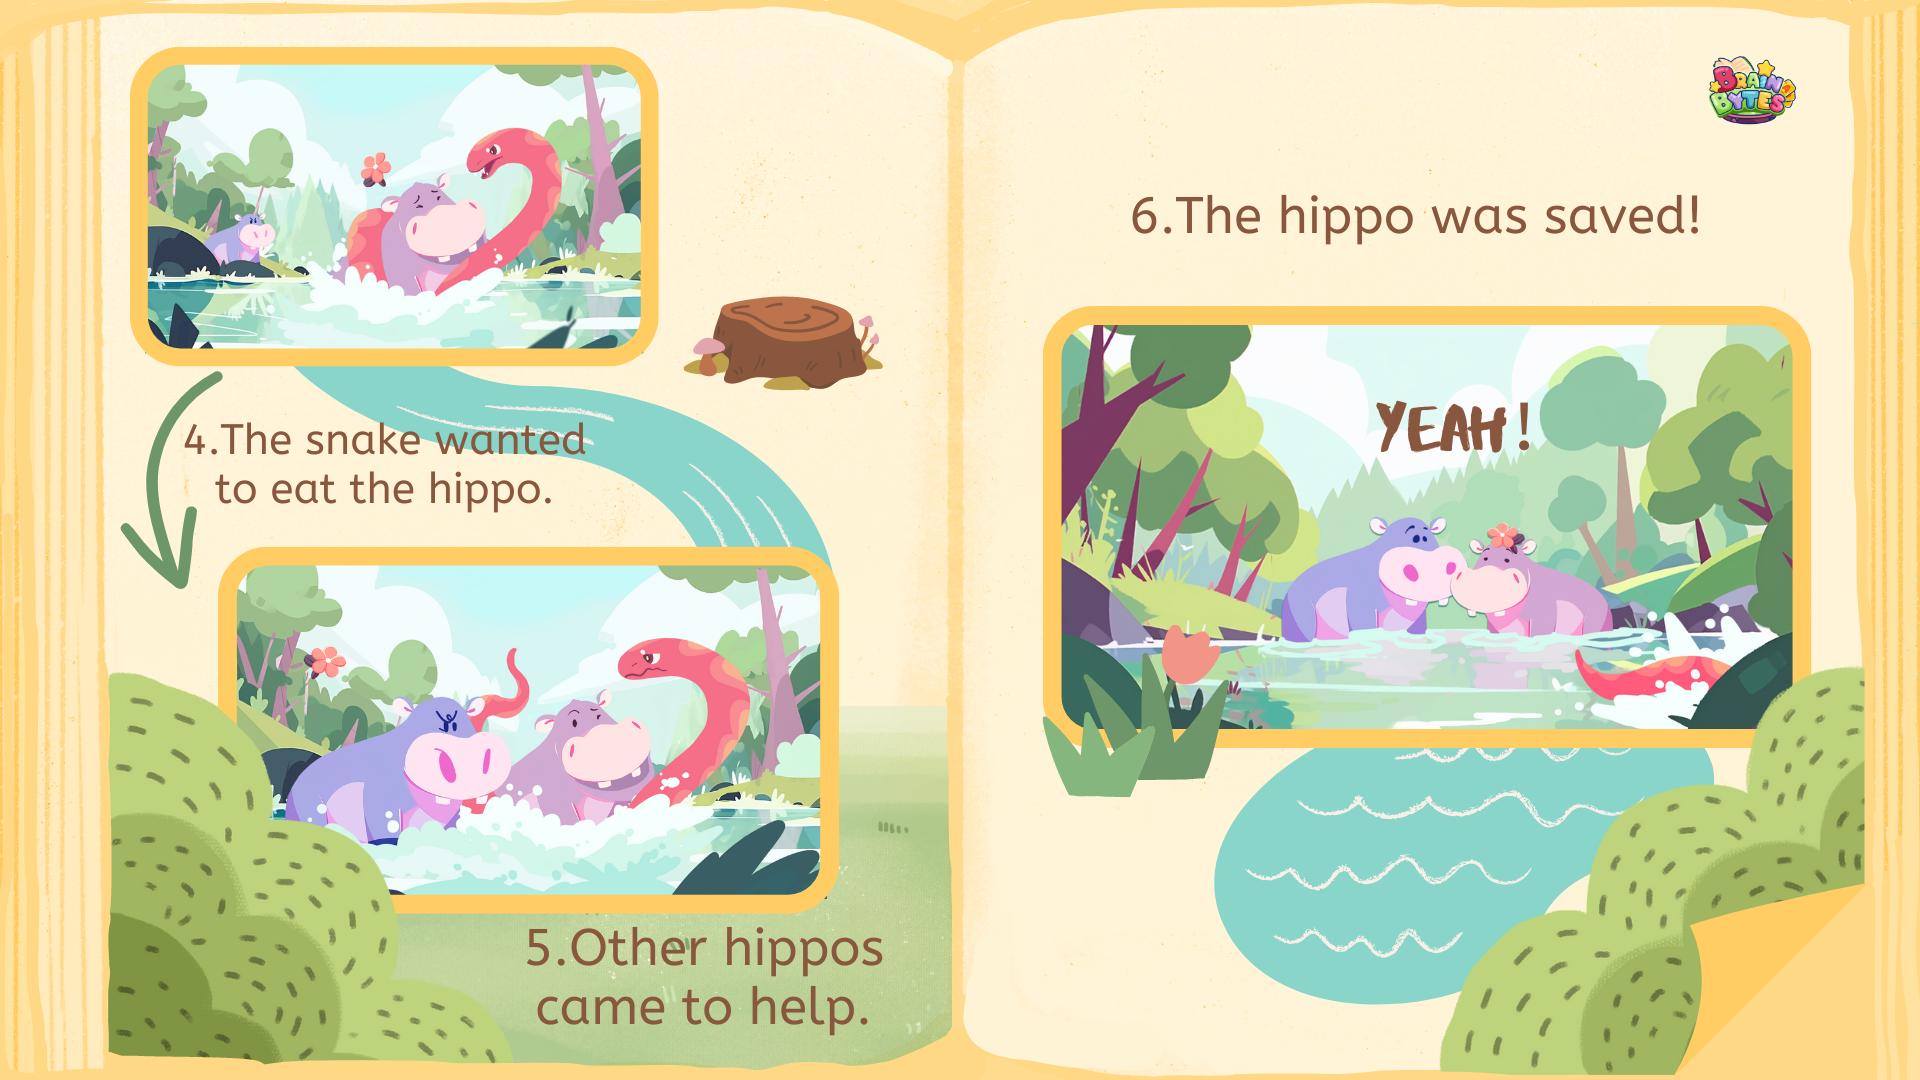 4.The snake wanted
to eat the hippo.
5.Other hippos
came to help.
BRAIN
BYTES
6.The hippo was saved!
YEAH!